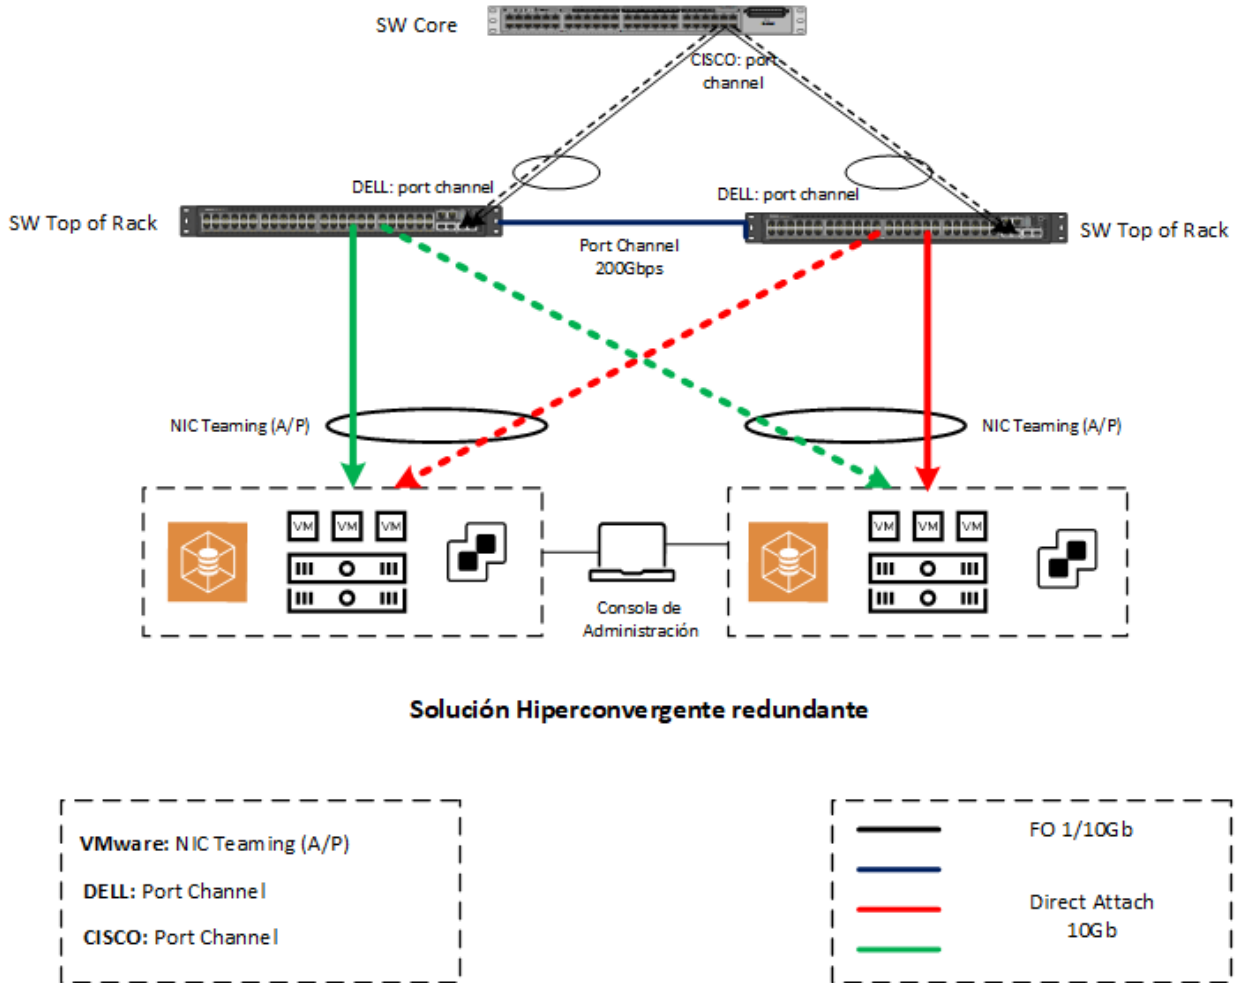 SW Core
CISCO: port
channel
DELL: port channel
DELL: port channel
SW Top of Rack
SW Top of Rack
Port Channel
200Gbps
NIC Teaming (A/P)
NIC Teaming (A/P)
VM VM VM
VM VM VM
Consola de
Administración
Solución Hiperconvergente redundante
VMware: NIC Teaming (A/P)
DELL: Port Channel
CISCO: Port Channel
FO 1/10Gb
Direct Attach
10Gb